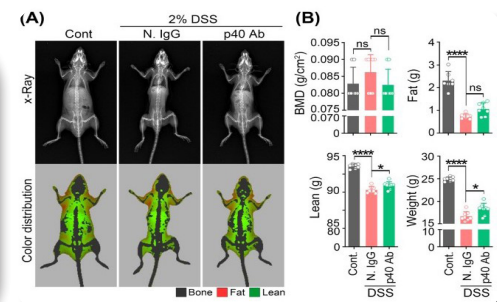 (A)
2% DSS
Cont
N. IgG
p40 Ab
x-Ray
Color distribution
Bone
Fat
Lean
(B)
BMD (g/cm²)
0.095
0.090
0.085
0.080
0.075
0.070
0
ns
ns
Fat (g)
4
3
2
1
0
****
ns
Lean (g)
95
90
85
80
0
****
*
Cont.
N. IgG
p40 Ab
DSS
Weight (g)
30
25
20
15
0
****
*
Cont.
N. IgG
p40 Ab
DSS